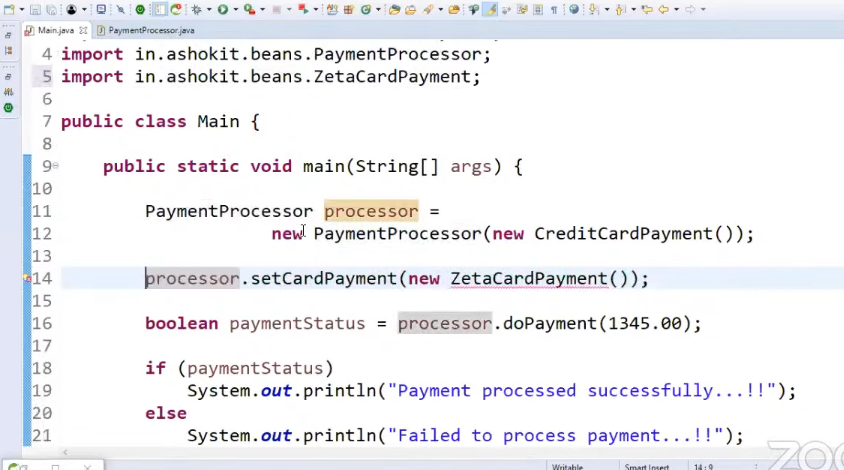 Main.java
PaymentProcessor.java
4 import in.ashokit.beans.PaymentProcessor;
5 import in.ashokit.beans.ZetaCardPayment;
6
7 public class Main {
8
9 public static void main(String[] args) {
10
11 PaymentProcessor processor =
12 new PaymentProcessor(new CreditCardPayment());
13
14 processor.setCardPayment(new ZetaCardPayment());
15
16 boolean paymentStatus = processor.doPayment(1345.00);
17
18 if (paymentStatus)
19 System.out.println("Payment processed successfully...!!");
20 else
21 System.out.println("Failed to process payment...!!");
Writable
Smart Insert
14 : 9